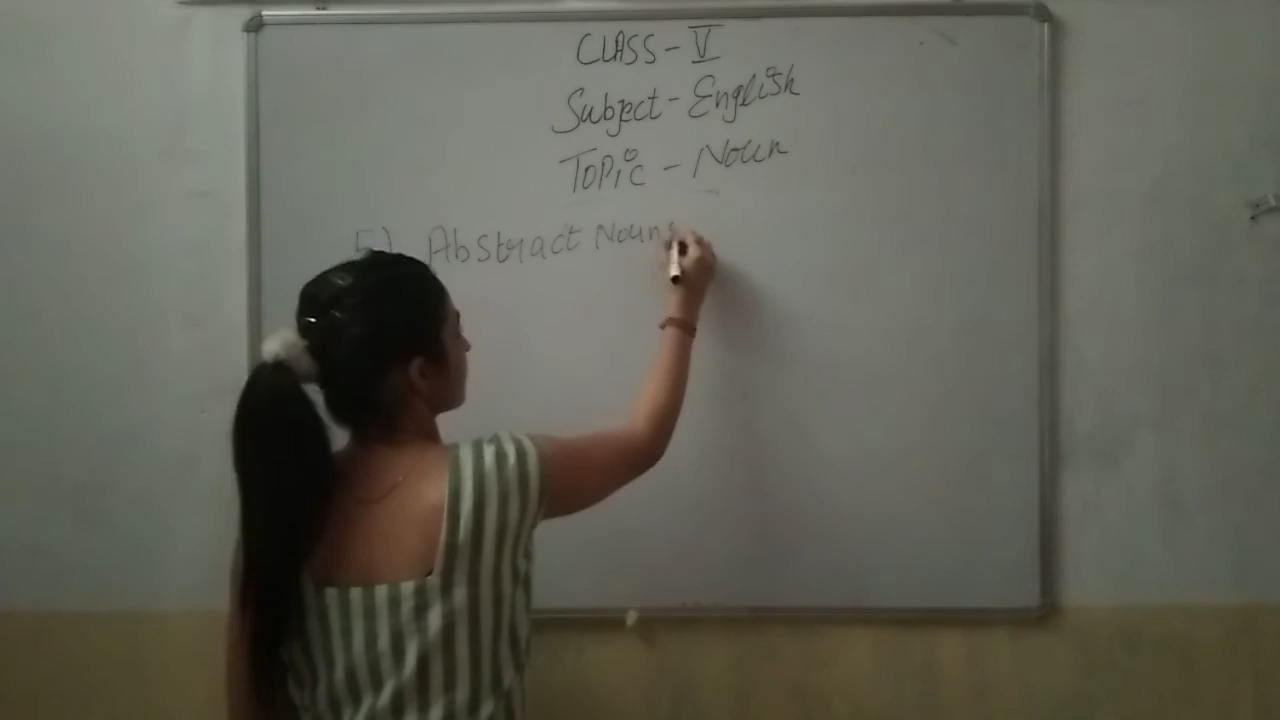 CLASS - V
Subject - English
Topic - Noun
5) Abstract Nouns